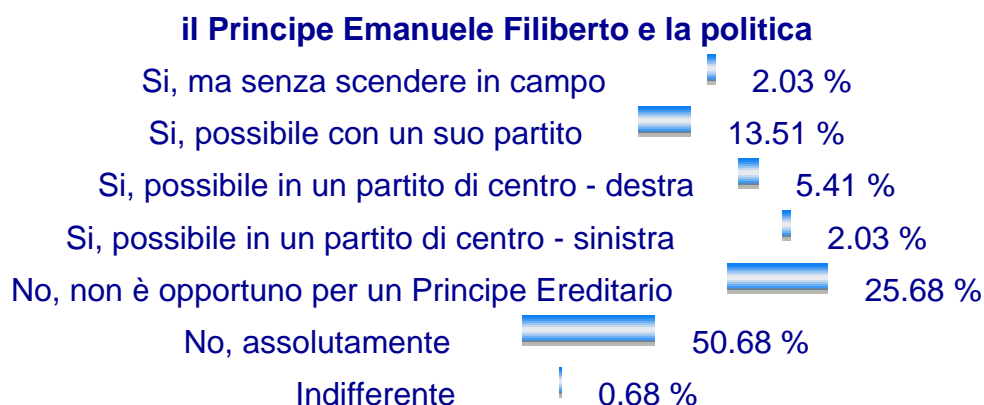 il Principe Emanuele Filiberto e la politica
Si, ma senza scendere in campo 2.03 %
Si, possibile con un suo partito 13.51 %
Si, possibile in un partito di centro - destra 5.41 %
Si, possibile in un partito di centro - sinistra 2.03 %
No, non è opportuno per un Principe Ereditario 25.68 %
No, assolutamente 50.68 %
Indifferente 0.68 %